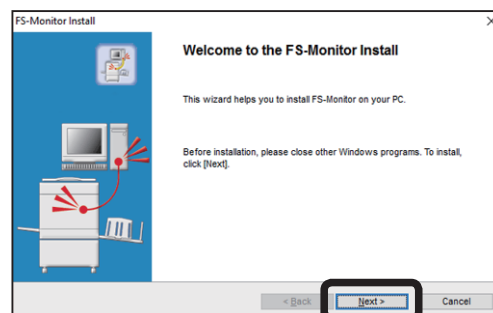 FS-Monitor Install
Welcome to the FS-Monitor Install
This wizard helps you to install FS-Monitor on your PC.
Before installation, please close other Windows programs. To install,
click [Next].
< Back Next > Cancel